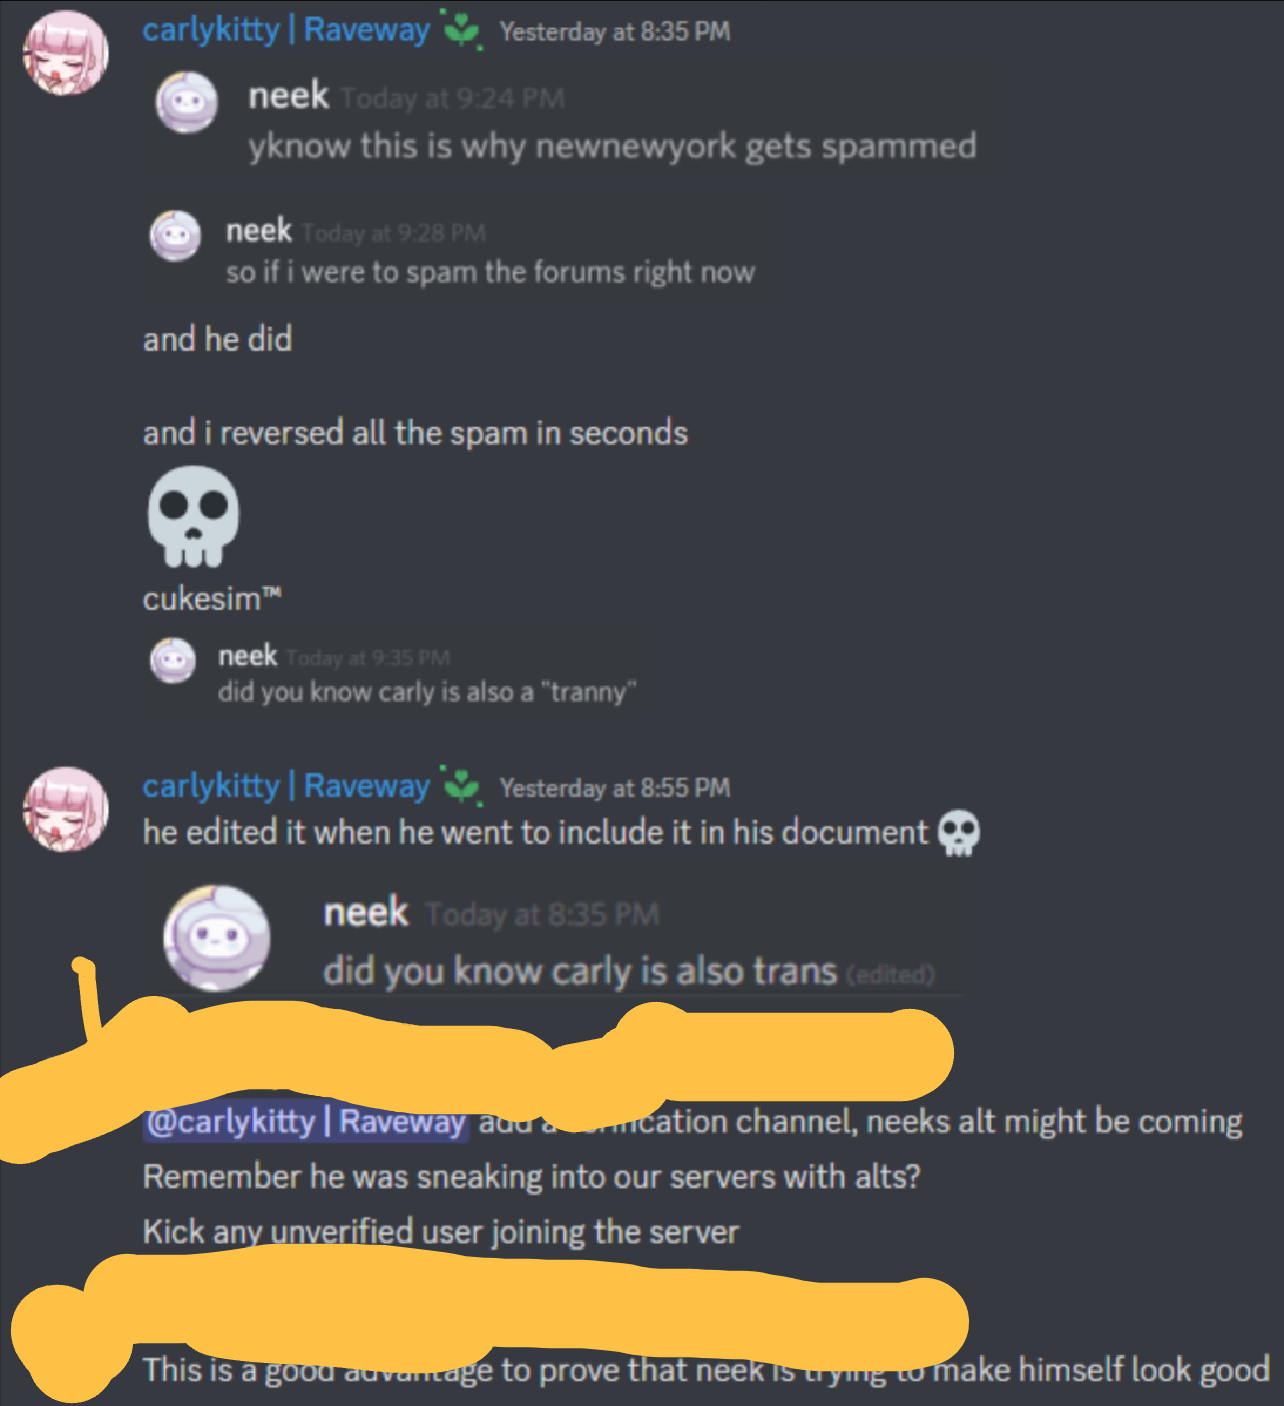 carlykitty | Raveway Yesterday at 8:35 PM
neek Today at 9:24 PM
yknow this is why newnewyork gets spammed
neek Today at 9:28 PM
so if i were to spam the forums right now
and he did
and i reversed all the spam in seconds
cukesim™
neek Today at 9:35 PM
did you know carly is also a "tranny"
carlykitty | Raveway Yesterday at 8:55 PM
he edited it when he went to include it in his document
neek Today at 8:35 PM
did you know carly is also trans (edited)
@carlykitty | Raveway add a verification channel, neeks alt might be coming
Remember he was sneaking into our servers with alts?
Kick any unverified user joining the server
This is a good advantage to prove that neek is trying to make himself look good